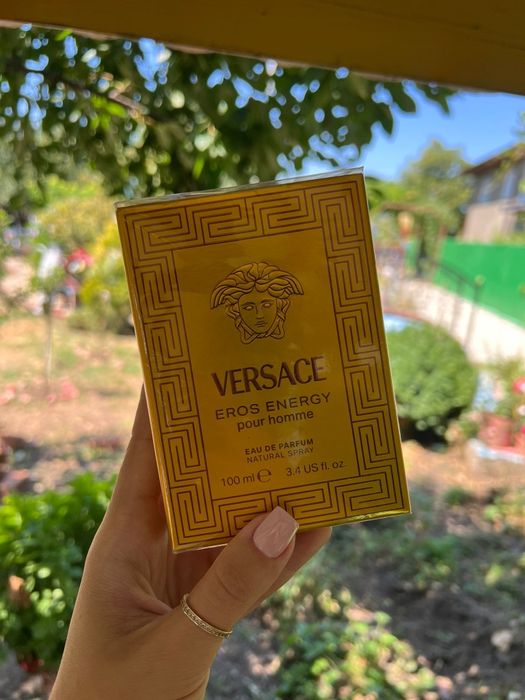 VERSACE
EROS ENERGY
pour homme
EAU DE PARFUM
NATURAL SPRAY
100 ml ℮ 3,4 US fl. oz.